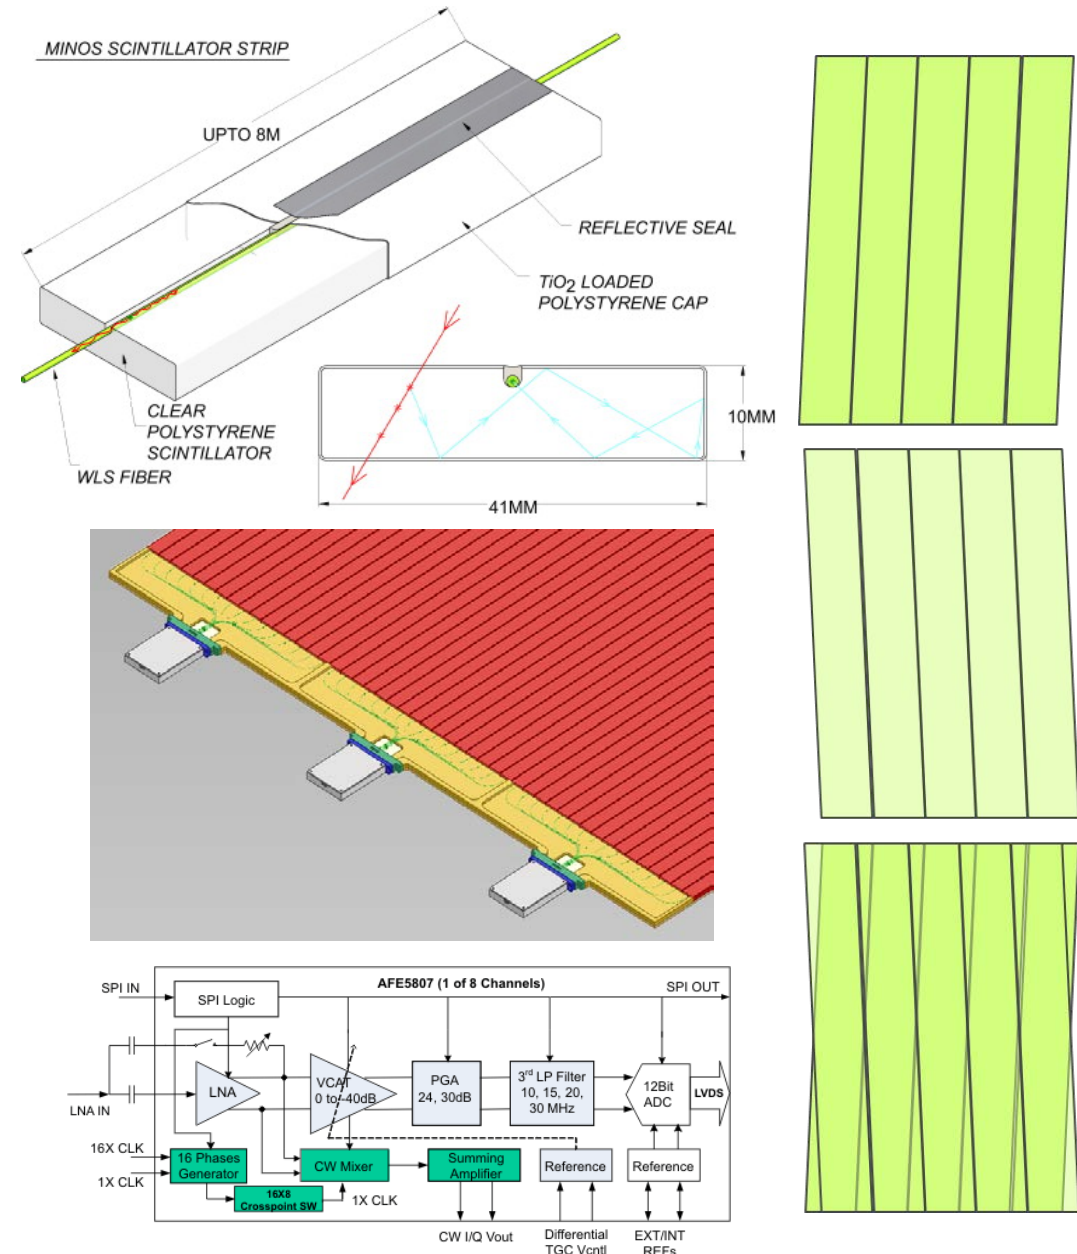 MINOS SCINTILLATOR STRIP
UPTO 8M
REFLECTIVE SEAL
TiO2 LOADED
POLYSTYRENE CAP
CLEAR
POLYSTYRENE
SCINTILLATOR
WLS FIBER
10MM
41MM
AFE5807 (1 of 8 Channels)
SPI IN
SPI Logic
SPI OUT
LNA
LNA IN
VCAT
0 to -40dB
PGA
24, 30dB
3rd LP Filter
10, 15, 20,
30 MHz
12Bit
ADC
LVDS
16X CLK
1X CLK
16 Phases
Generator
CW Mixer
Summing
Amplifier
Reference
Reference
16X8
Crosspoint SW
1X CLK
CW I/Q Vout
Differential
TGC Vcntl
EXT/INT
REFs